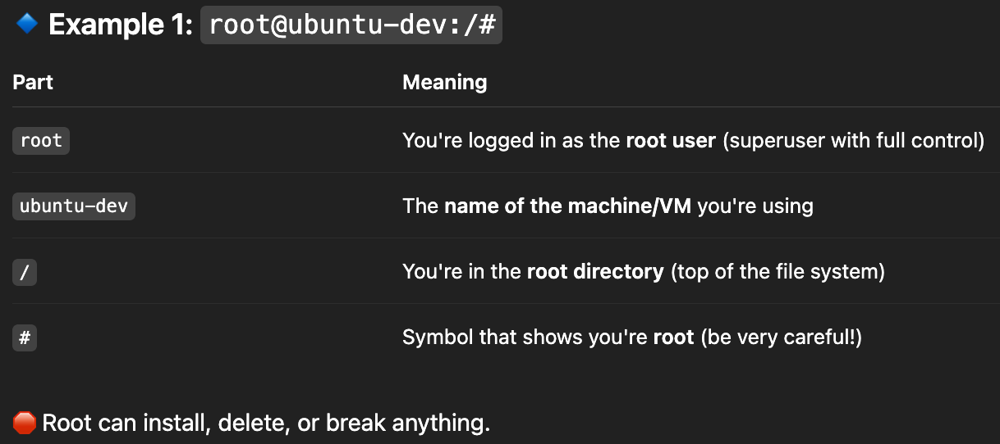 Example 1: root@ubuntu-dev:/#
Part Meaning
root You're logged in as the root user (superuser with full control)
ubuntu-dev The name of the machine/VM you're using
/ You're in the root directory (top of the file system)
# Symbol that shows you're root (be very careful!)
Root can install, delete, or break anything.